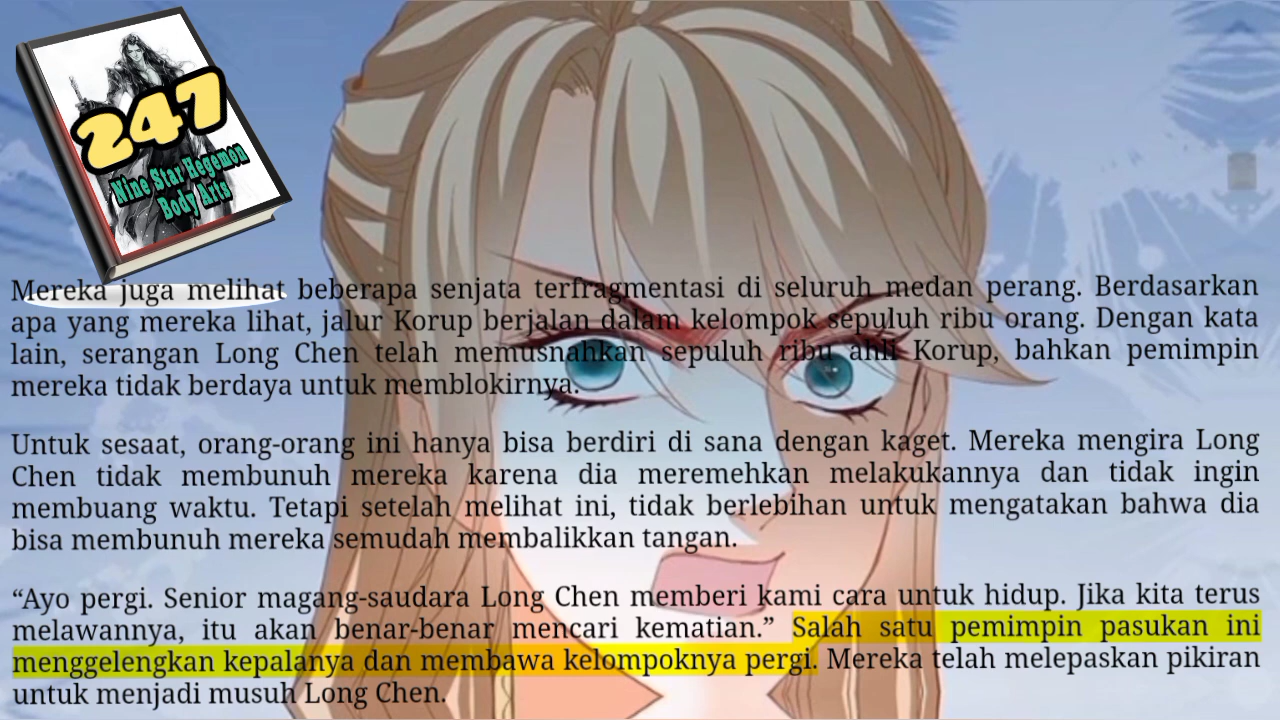 247
Nine Star Hegemon
Body Arts
Mereka juga melihat beberapa senjata terfragmentasi di seluruh medan perang. Berdasarkan
apa yang mereka lihat, jalur Korup berjalan dalam kelompok sepuluh ribu orang. Dengan kata
lain, serangan Long Chen telah memusnahkan sepuluh ribu ahli Korup, bahkan pemimpin
mereka tidak berdaya untuk memblokirnya.
Untuk sesaat, orang-orang ini hanya bisa berdiri di sana dengan kaget. Mereka mengira Long
Chen tidak membunuh mereka karena dia meremehkan melakukannya dan tidak ingin
membuang waktu. Tetapi setelah melihat ini, tidak berlebihan untuk mengatakan bahwa dia
bisa membunuh mereka semudah membalikkan tangan.
“Ayo pergi. Senior magang-saudara Long Chen memberi kami cara untuk hidup. Jika kita terus
melawannya, itu akan benar-benar mencari kematian.” Salah satu pemimpin pasukan ini
menggelengkan kepalanya dan membawa kelompoknya pergi. Mereka telah melepaskan pikiran
untuk menjadi musuh Long Chen.